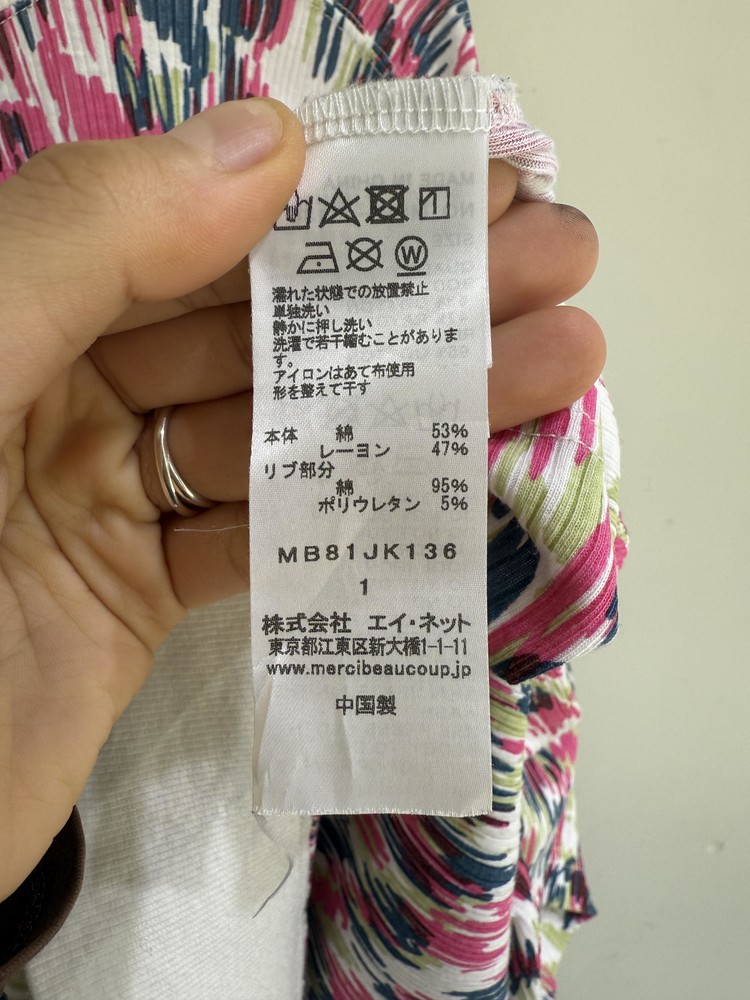 W
濡れた状態での放置禁止
単独洗い
静かに押し洗い
洗濯で若干縮むことがありま
す。
アイロンはあて布使用
形を整えて干す
本体 綿 53%
レーヨン 47%
リブ部分
綿 95%
ポリウレタン 5%
MB81JK136
1
株式会社 エイ・ネット
東京都江東区新大橋1-1-11
www.mercibeaucoup.jp
中国製